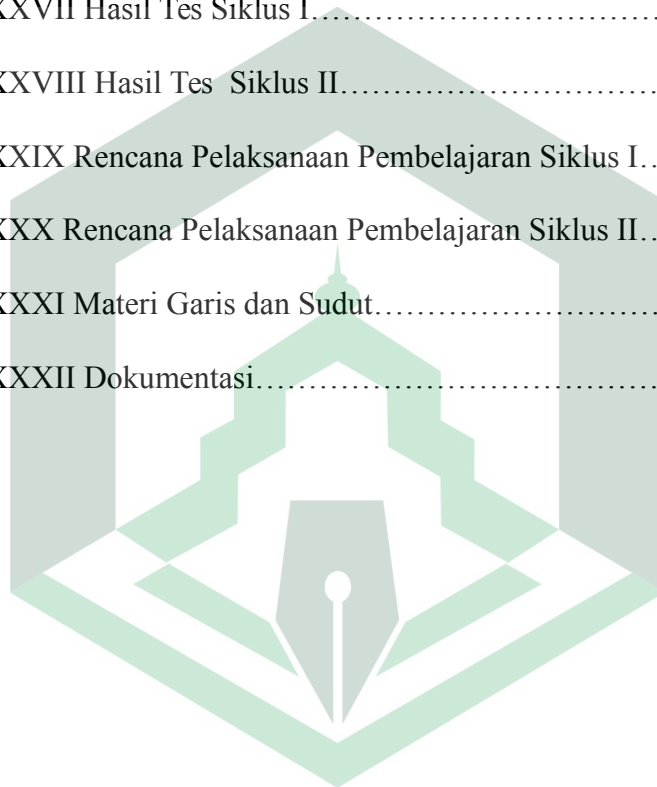 XXVII Hasil Tes Siklus I……………………………
XXVIII Hasil Tes  Siklus II…………………………
XXIX Rencana Pelaksanaan Pembelajaran Siklus I…
XXX Rencana Pelaksanaan Pembelajaran Siklus II…
XXXI Materi Garis dan Sudut………………………
XXXII Dokumentasi…………………………………